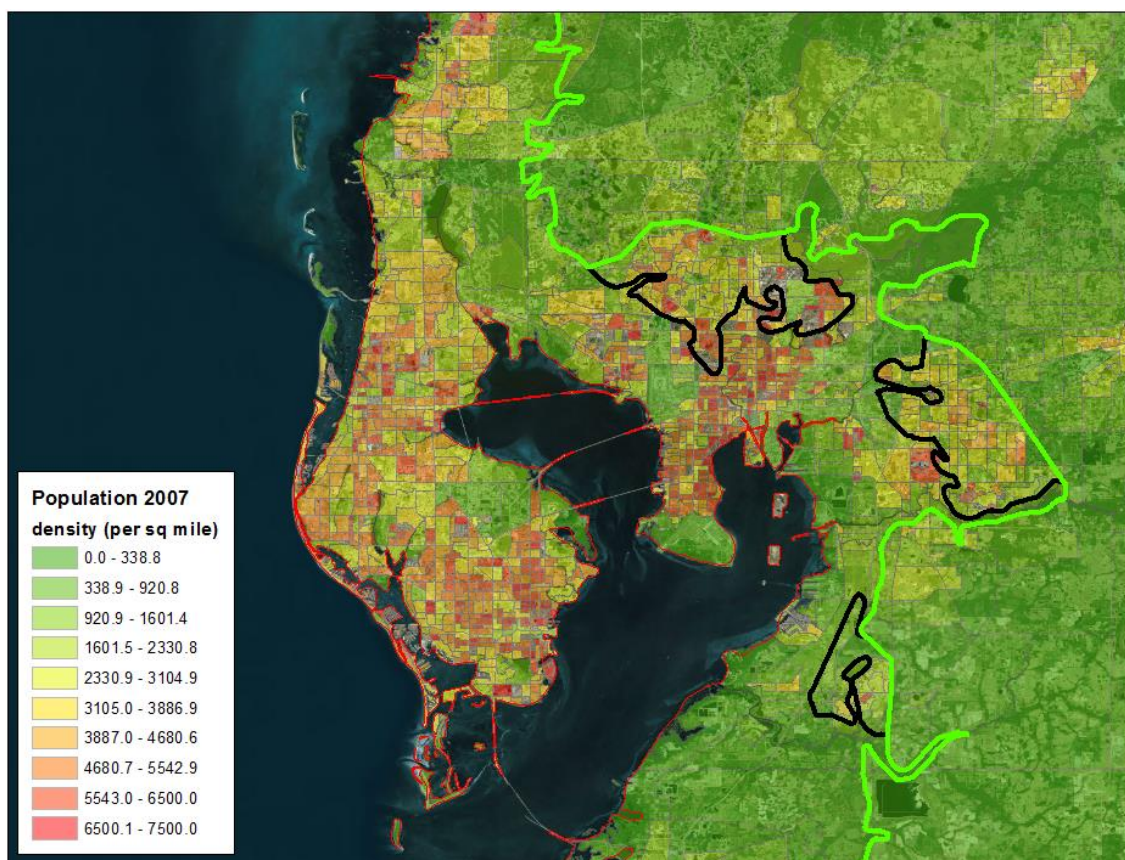 Population 2007
density (per sq mile)
0.0 - 338.8
338.9 - 920.8
920.9 - 1601.4
1601.5 - 2330.8
2330.9 - 3104.9
3105.0 - 3886.9
3887.0 - 4680.6
4680.7 - 5542.9
5543.0 - 6500.0
6500.1 - 7500.0